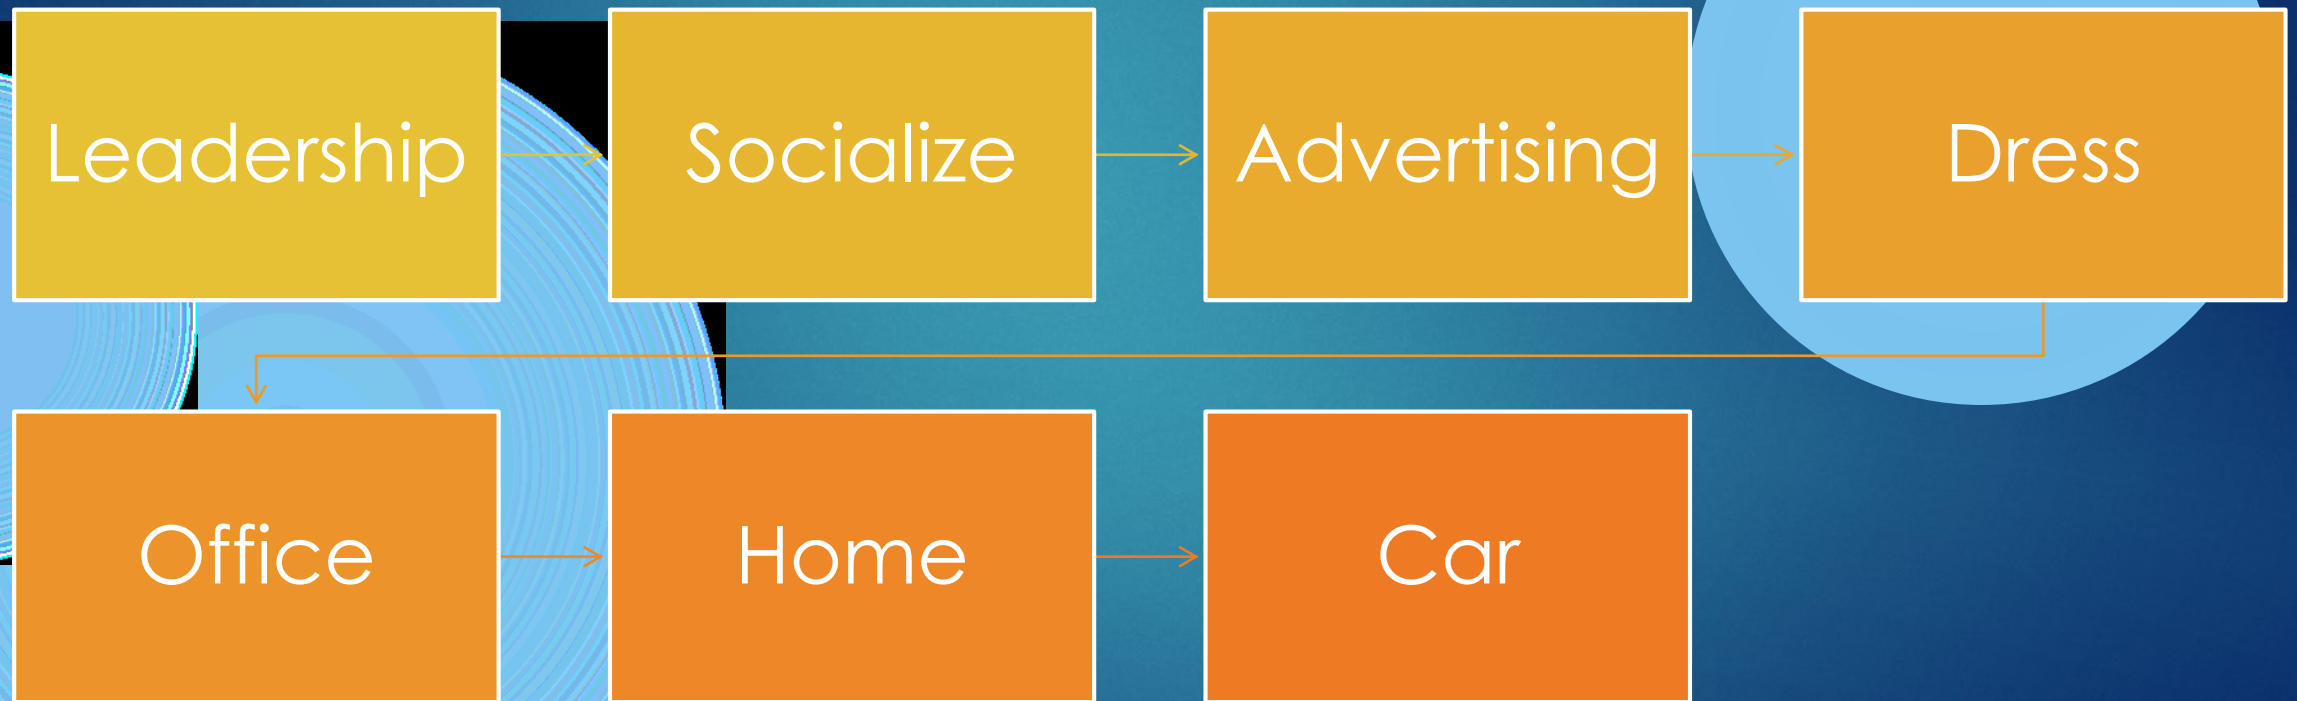 Leadership
Socialize
Advertising
Dress
Office
Home
Car